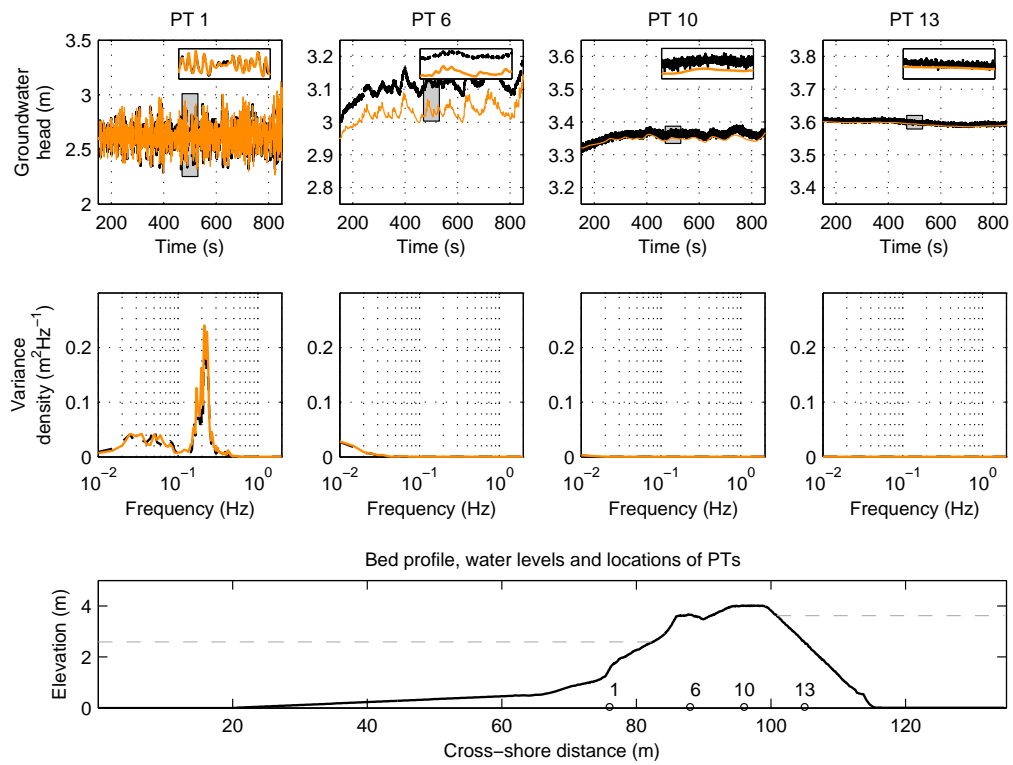 PT 1
PT 6
PT 10
PT 13
Groundwater
head (m)
3.5
3
2.5
2
200 400 600 800
Time (s)
3.2
3.1
3
2.9
2.8
200 400 600 800
Time (s)
3.6
3.5
3.4
3.3
3.2
200 400 600 800
Time (s)
3.8
3.7
3.6
3.5
3.4
200 400 600 800
Time (s)
Variance
density (m²Hz⁻¹)
0.2
0.1
0
10⁻² 10⁻¹ 10⁰
Frequency (Hz)
0.2
0.1
0
10⁻² 10⁻¹ 10⁰
Frequency (Hz)
0.2
0.1
0
10⁻² 10⁻¹ 10⁰
Frequency (Hz)
0.2
0.1
0
10⁻² 10⁻¹ 10⁰
Frequency (Hz)
Bed profile, water levels and locations of PTs
Elevation (m)
4
2
0
1 6 10 13
20 40 60 80 100 120
Cross−shore distance (m)